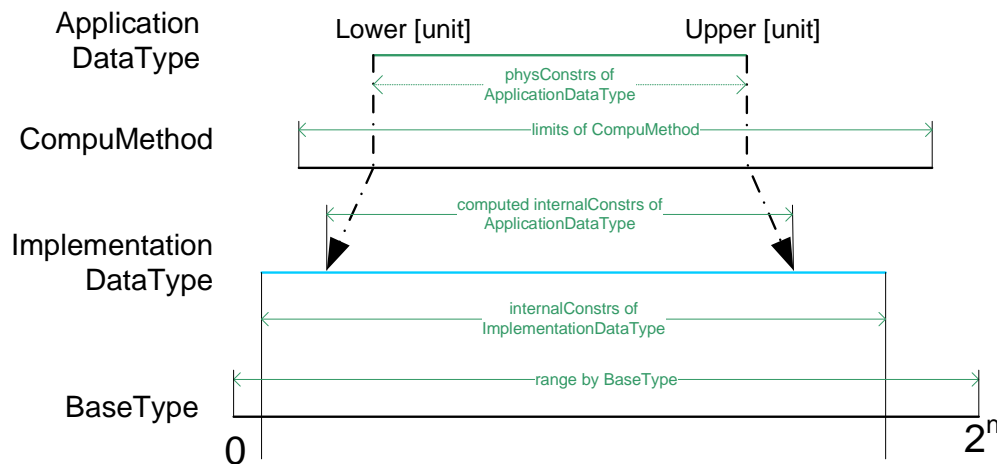 Application
DataType
Lower [unit]
Upper [unit]
physConstrs of
ApplicationDataType
CompuMethod
limits of CompuMethod
computed internalConstrs of
ApplicationDataType
Implementation
DataType
internalConstrs of
ImplementationDataType
range by BaseType
BaseType
0
2^n